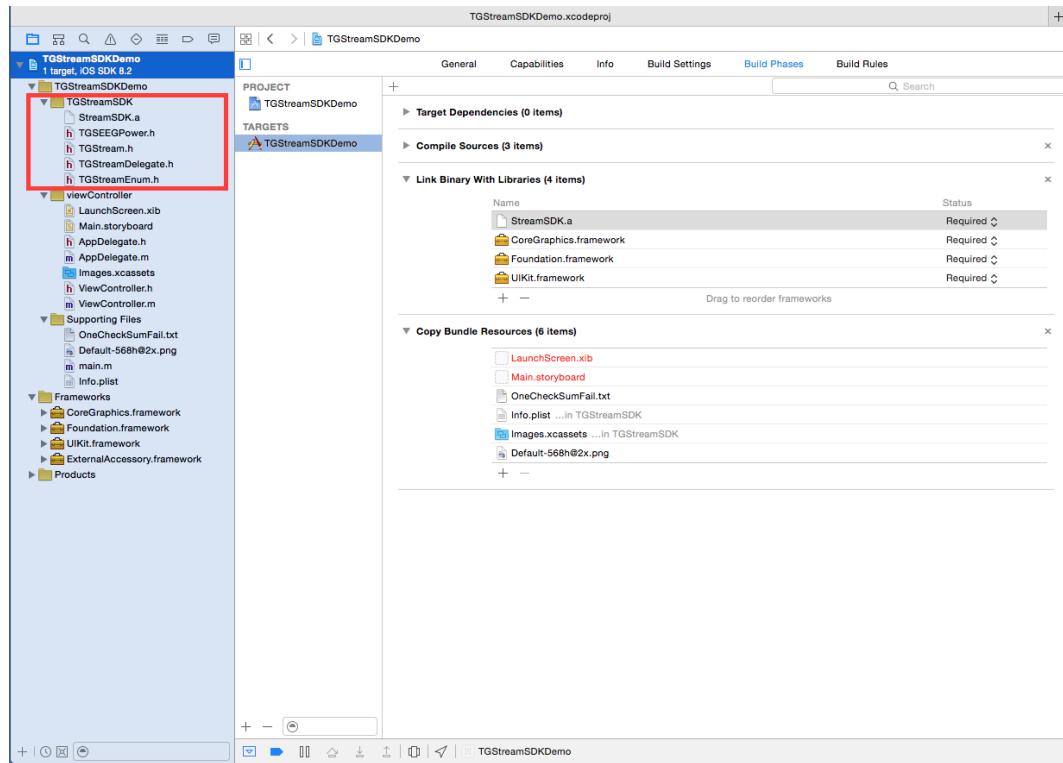 TGStreamSDKDemo.xcodeproj
TGStreamSDKDemo
TGStreamSDKDemo
1 target, iOS SDK 8.2
TGStreamSDKDemo
TGStreamSDK
StreamSDK.a
TGSEEGPower.h
TGStream.h
TGStreamDelegate.h
TGStreamEnum.h
viewController
LaunchScreen.xib
Main.storyboard
AppDelegate.h
AppDelegate.m
Images.xcassets
ViewController.h
ViewController.m
Supporting Files
OneCheckSumFail.txt
Default-568h@2x.png
main.m
Info.plist
Frameworks
CoreGraphics.framework
Foundation.framework
UIKit.framework
ExternalAccessory.framework
Products
PROJECT
TGStreamSDKDemo
TARGETS
TGStreamSDKDemo
General Capabilities Info Build Settings Build Phases Build Rules
Search
Target Dependencies (0 items)
Compile Sources (3 items)
Link Binary With Libraries (4 items)
Name Status
StreamSDK.a Required
CoreGraphics.framework Required
Foundation.framework Required
UIKit.framework Required
Drag to reorder frameworks
Copy Bundle Resources (6 items)
LaunchScreen.xib
Main.storyboard
OneCheckSumFail.txt
Info.plist ...in TGStreamSDK
Images.xcassets ...in TGStreamSDK
Default-568h@2x.png
TGStreamSDKDemo